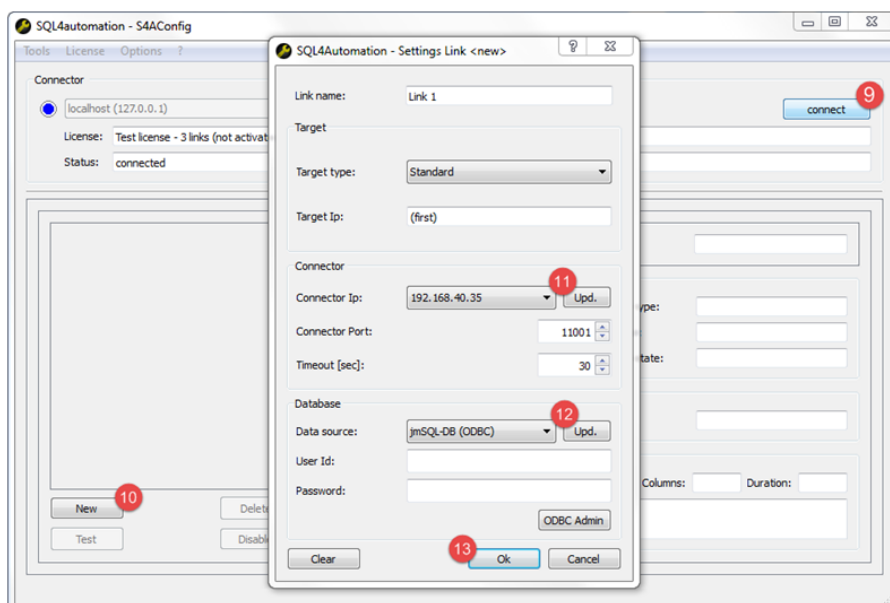 SQL4automation - S4AConfig
Tools License Options ?
Connector
localhost (127.0.0.1)
connect
9
License: Test license - 3 links (not activat
Status: connected
10
New
Delet
Test
Disabl
SQL4Automation - Settings Link <new>
Link name: Link 1
Target
Target type: Standard
Target Ip: (first)
Connector
11
Connector Ip: 192.168.40.35 Upd.
Connector Port: 11001
Timeout [sec]: 30
Database
12
Data source: jmSQL-DB (ODBC) Upd.
User Id:
Password:
ODBC Admin
13
Clear Ok Cancel
ype:
tate:
Columns: Duration: